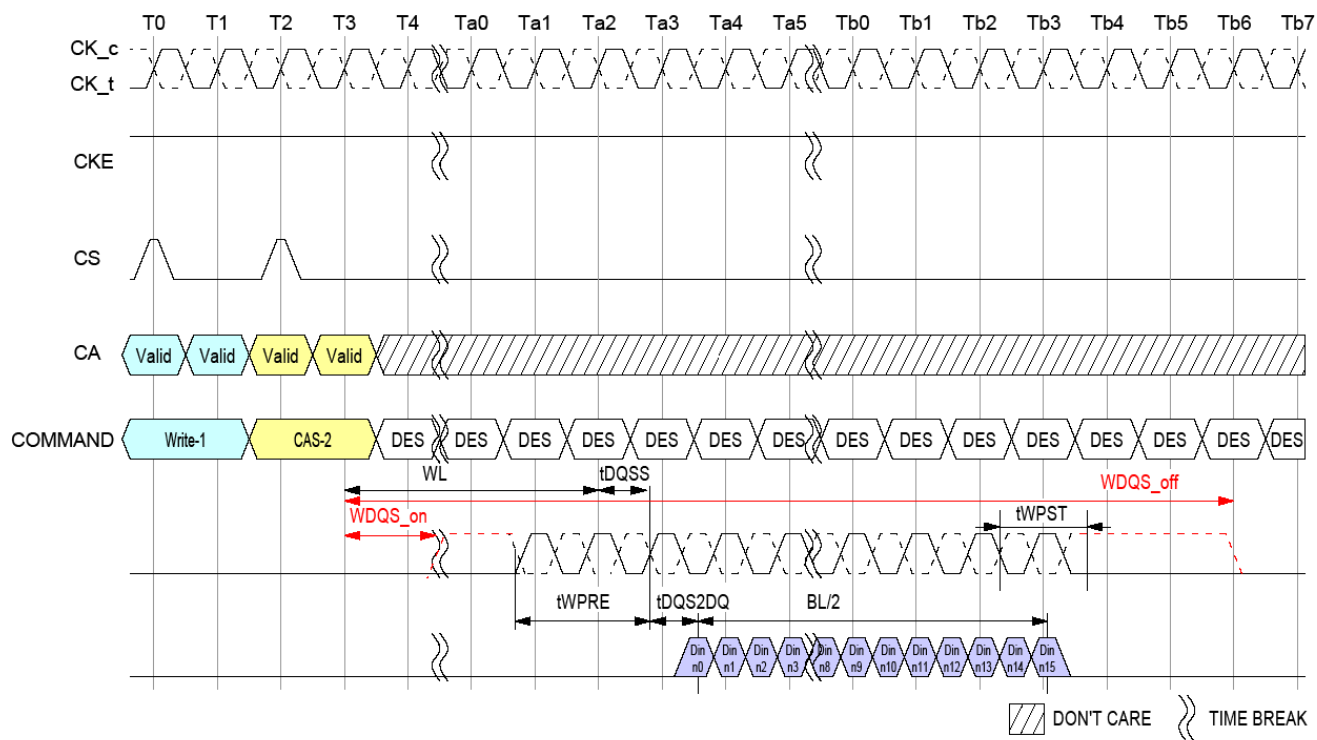 T0 T1 T2 T3 T4 Ta0 Ta1 Ta2 Ta3 Ta4 Ta5 Tb0 Tb1 Tb2 Tb3 Tb4 Tb5 Tb6 Tb7
CK_c
CK_t
CKE
CS
CA Valid Valid Valid Valid
COMMAND Write-1 CAS-2 DES DES DES DES DES DES DES DES DES DES DES DES DES DES DES
WL tDQSS
WDQS_off
WDQS_on tWPST
tWPRE tDQS2DQ BL/2
Din n0 Din n1 Din n2 Din n3 Din n8 Din n9 Din n10 Din n11 Din n12 Din n13 Din n14 Din n15
DON'T CARE TIME BREAK